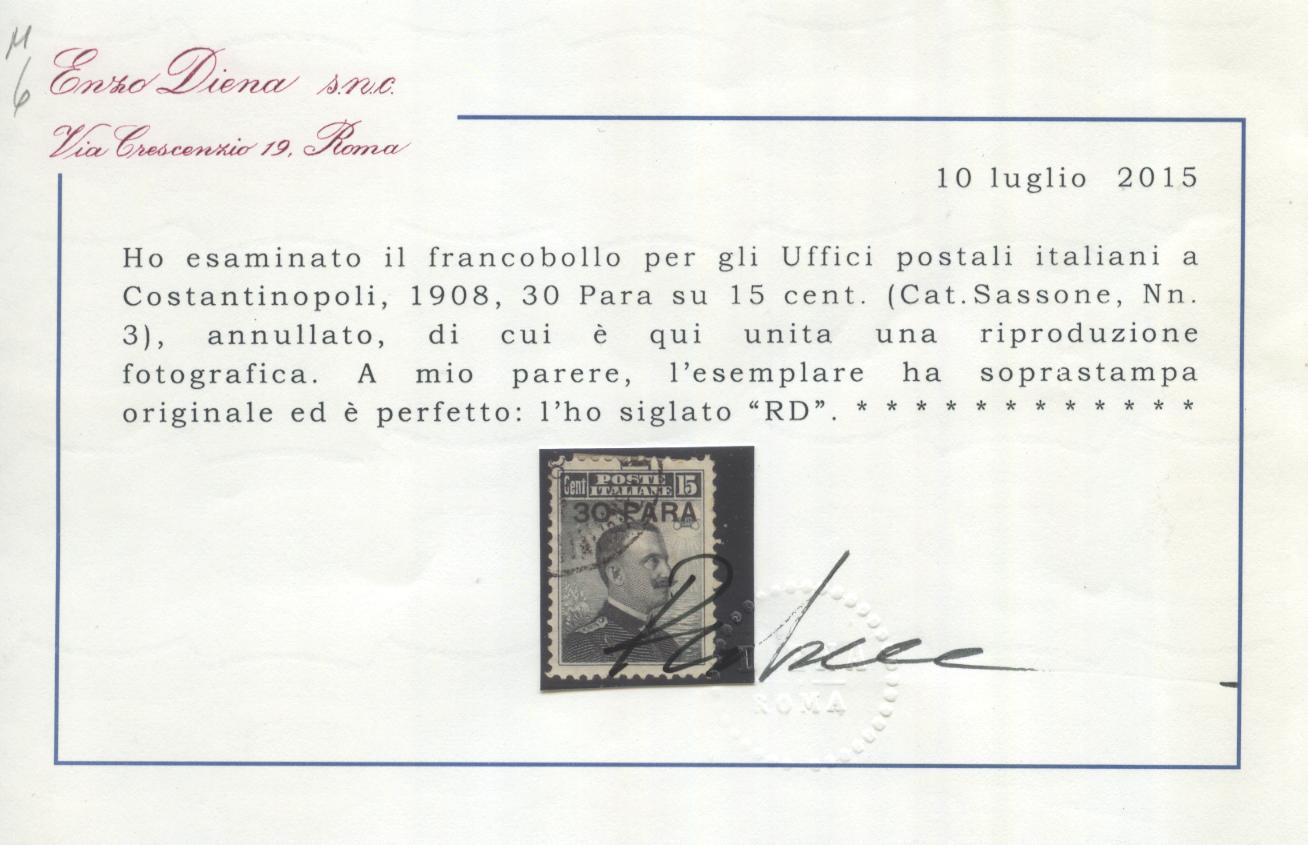 M
6
Enzo Diena s.n.c.
Via Crescenzio 19, Roma
10 luglio 2015
Ho esaminato il francobollo per gli Uffici postali italiani a
Costantinopoli, 1908, 30 Para su 15 cent. (Cat.Sassone, Nn.
3), annullato, di cui è qui unita una riproduzione
fotografica. A mio parere, l'esemplare ha soprastampa
originale ed è perfetto: l'ho siglato “RD”. * * * * * * * * * * * *
Cent POSTE ITALIANE 15
30 PARA